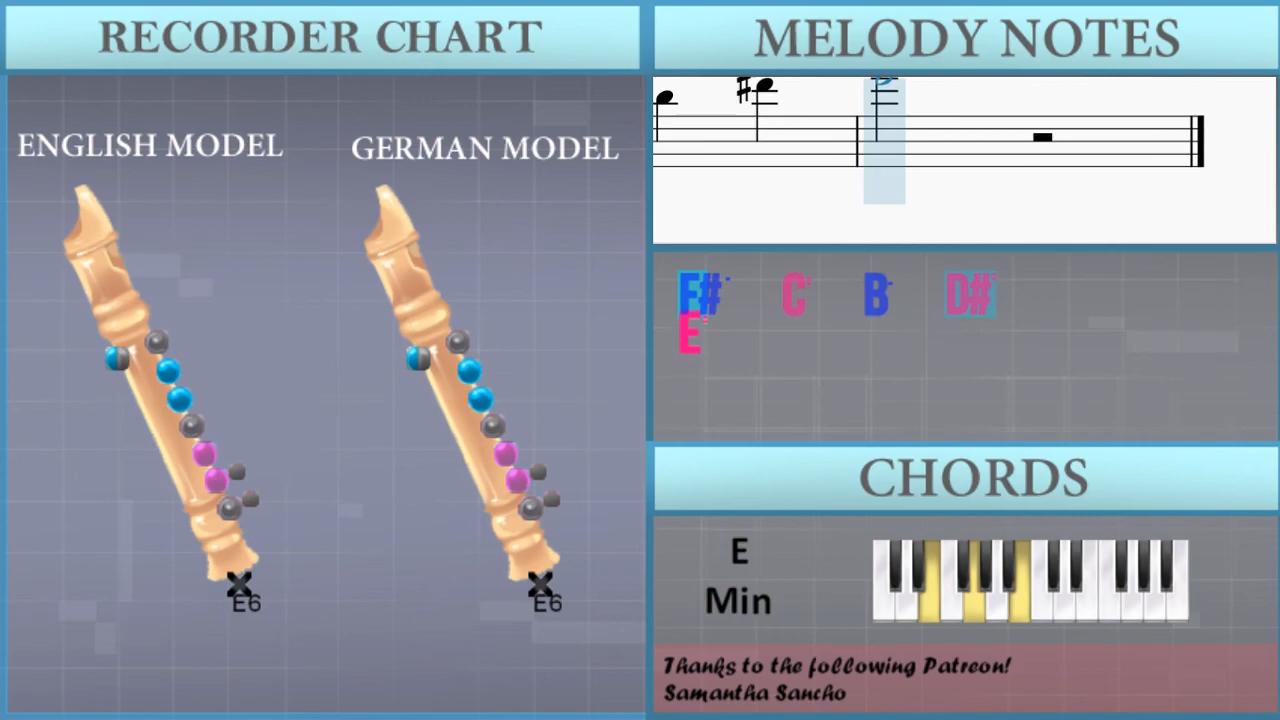 RECORDER CHART
MELODY NOTES
ENGLISH MODEL
GERMAN MODEL
F# C B D#
E
CHORDS
E
Min
E6
E6
Thanks to the following Patreon!
Samantha Sancho